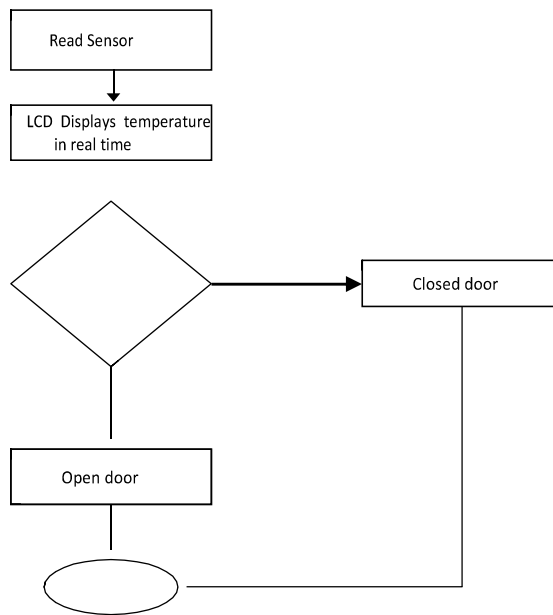 Read Sensor
LCD Displays temperature
in real time
Closed door
Open door